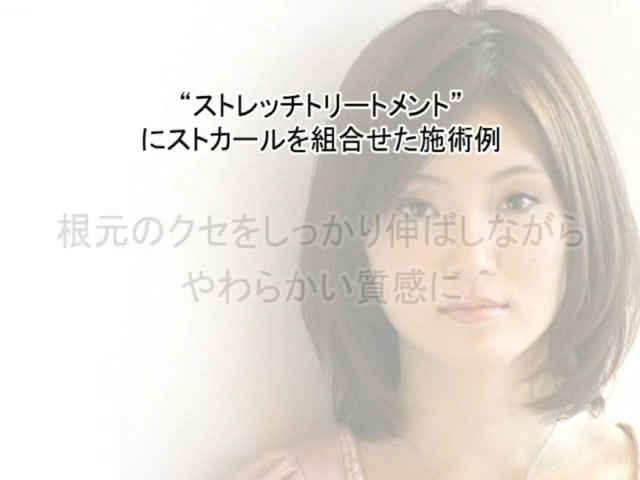 “ストレッチトリートメント”
にストカールを組合せた施術例
根元のクセをしっかり伸ばしながら
やわらかい質感に